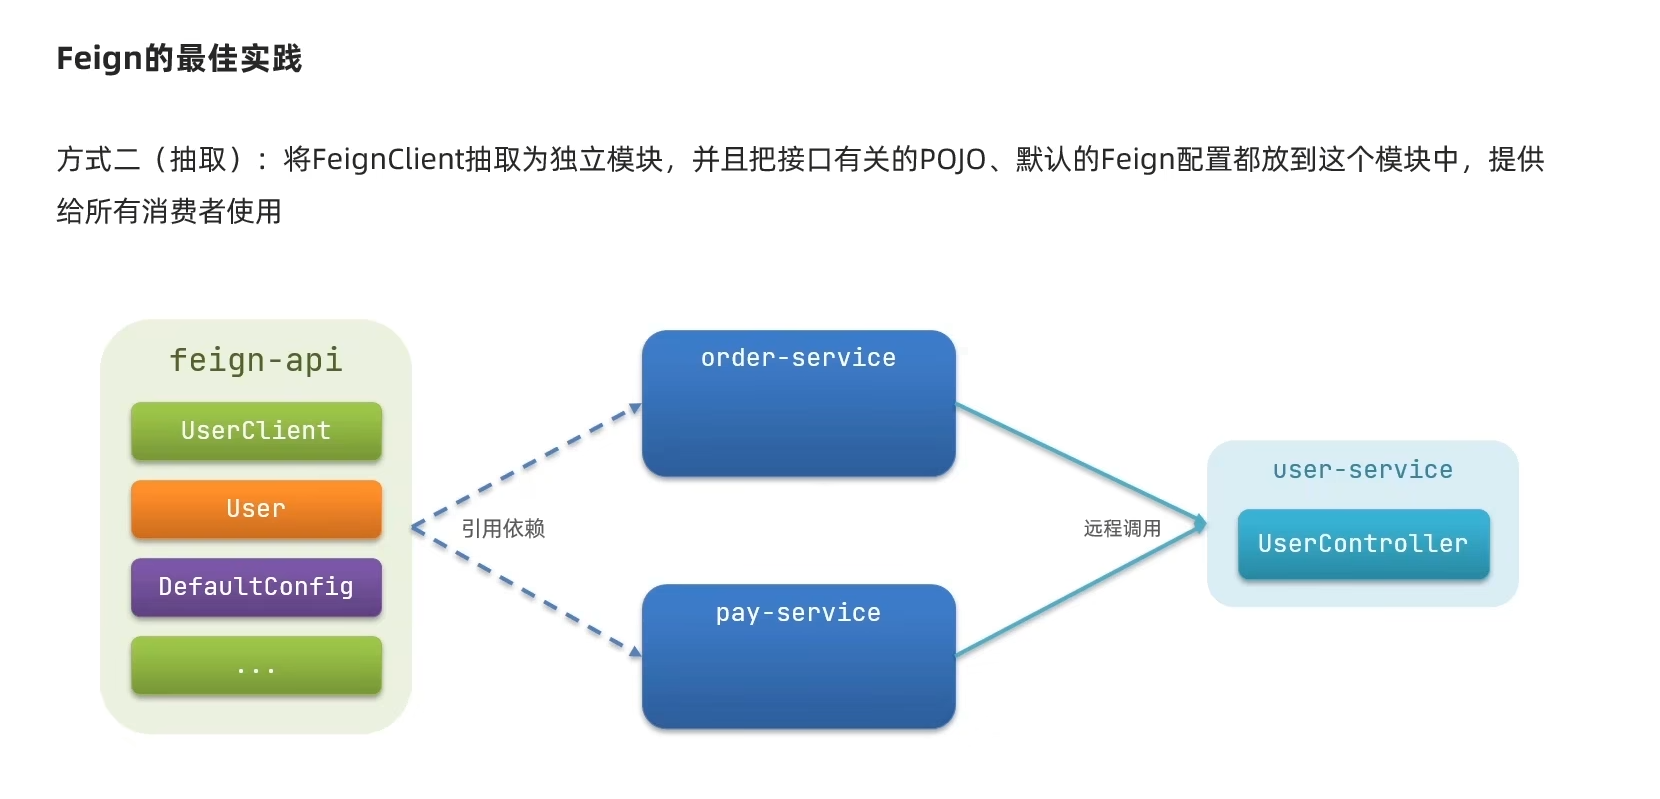 Feign的最佳实践
方式二（抽取）：将FeignClient抽取为独立模块，并且把接口有关的POJO、默认的Feign配置都放到这个模块中，提供
给所有消费者使用
feign-api
UserClient
User
DefaultConfig
...
引用依赖
order-service
pay-service
远程调用
user-service
UserController